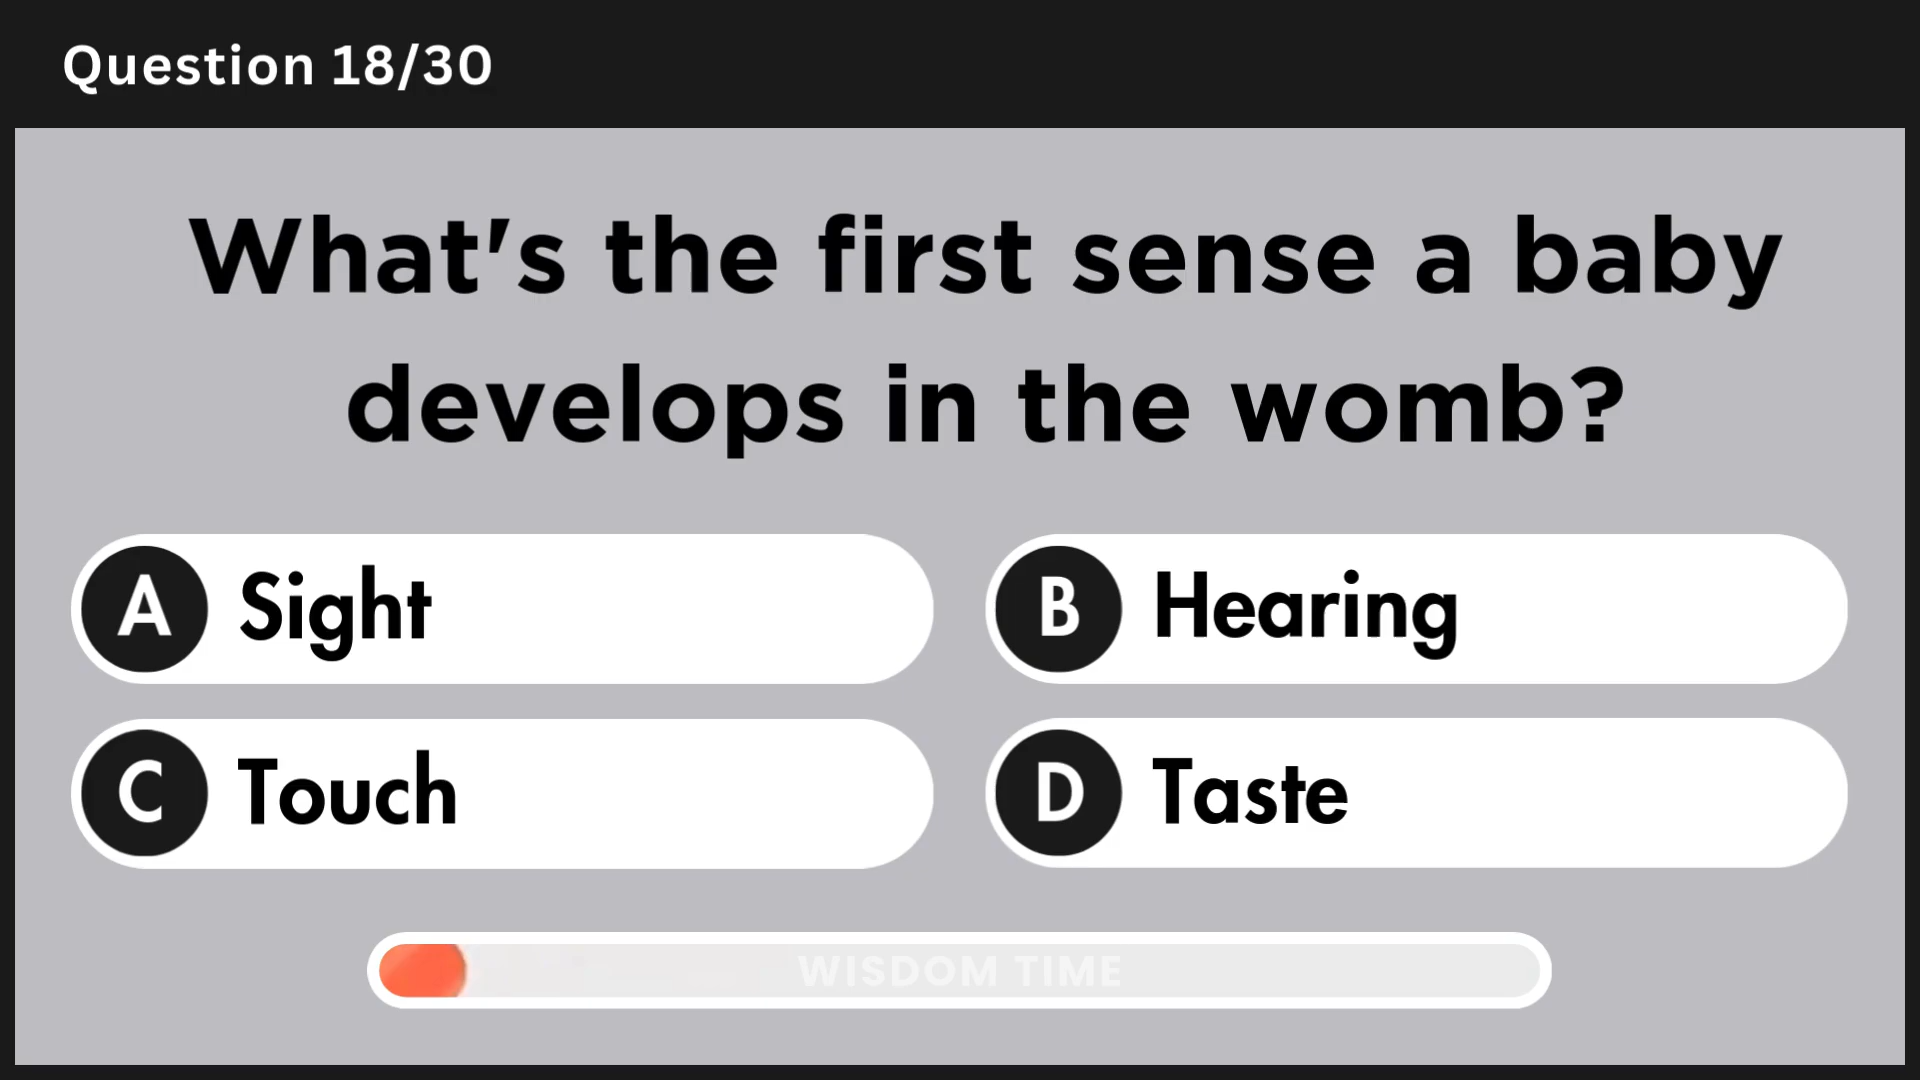 Question 18/30
What's the first sense a baby
develops in the womb?
A Sight
B Hearing
C Touch
D Taste
WISDOM TIME